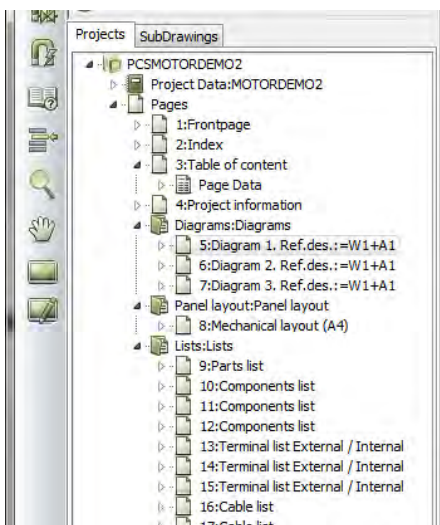 Projects SubDrawings
PCSMOTORDEMO2
Project Data:MOTORDEMO2
Pages
1:Frontpage
2:Index
3:Table of content
Page Data
4:Project information
Diagrams:Diagrams
5:Diagram 1. Ref.des.:=W1+A1
6:Diagram 2. Ref.des.:=W1+A1
7:Diagram 3. Ref.des.:=W1+A1
Panel layout:Panel layout
8:Mechanical layout (A4)
Lists:Lists
9:Parts list
10:Components list
11:Components list
12:Components list
13:Terminal list External / Internal
14:Terminal list External / Internal
15:Terminal list External / Internal
16:Cable list
17:Cable list